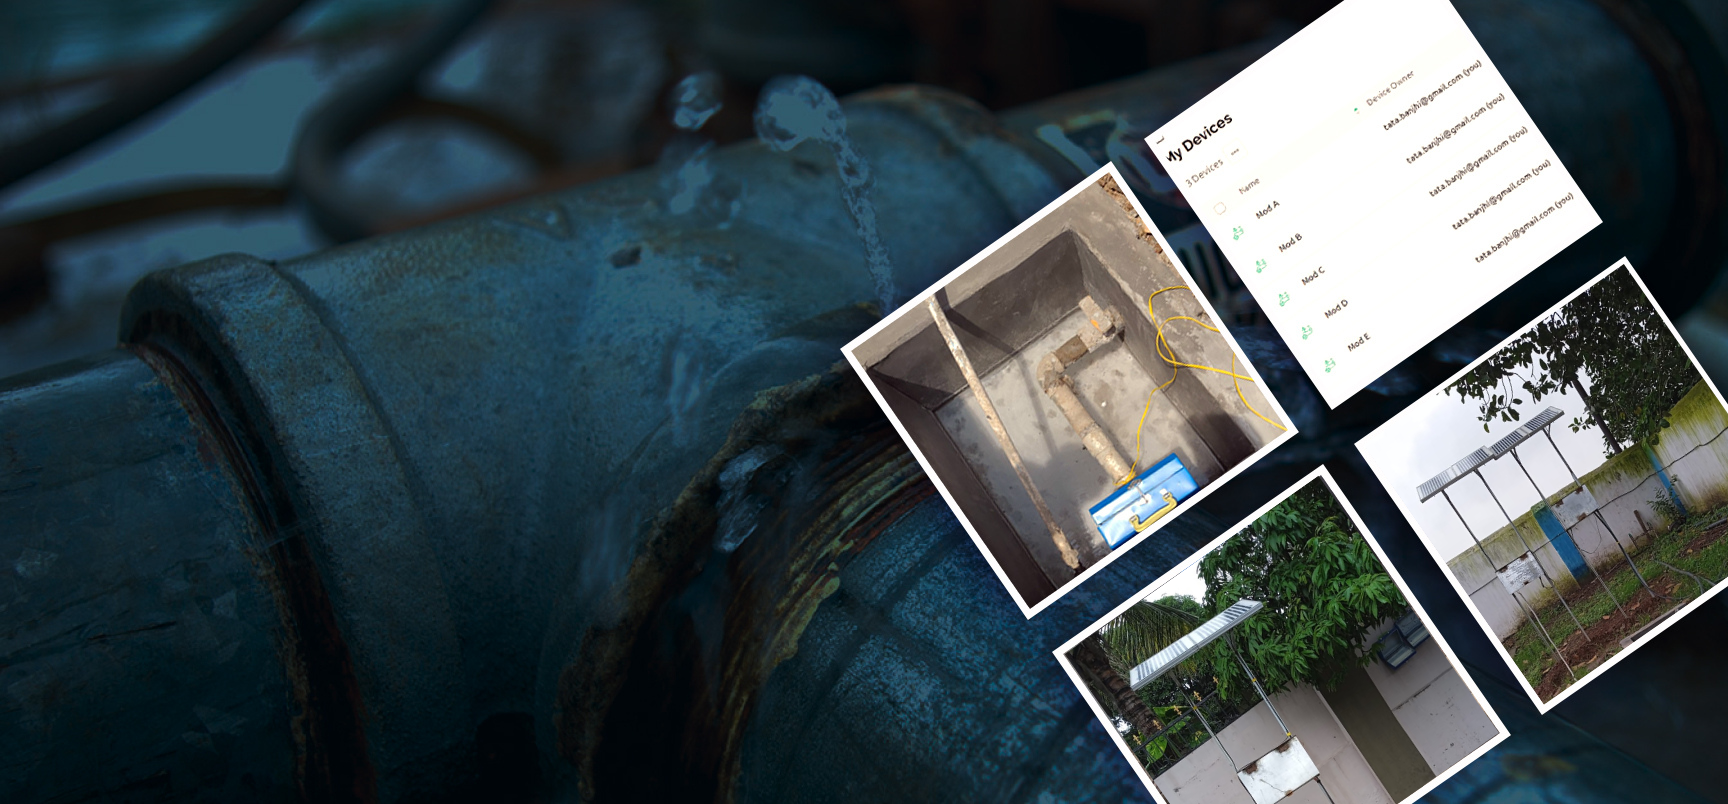 My Devices
3 Devices
Name
Device Owner
Mod A
tata.banjhi@gmail.com (you)
Mod B
tata.banjhi@gmail.com (you)
Mod C
tata.banjhi@gmail.com (you)
Mod D
tata.banjhi@gmail.com (you)
Mod E
tata.banjhi@gmail.com (you)